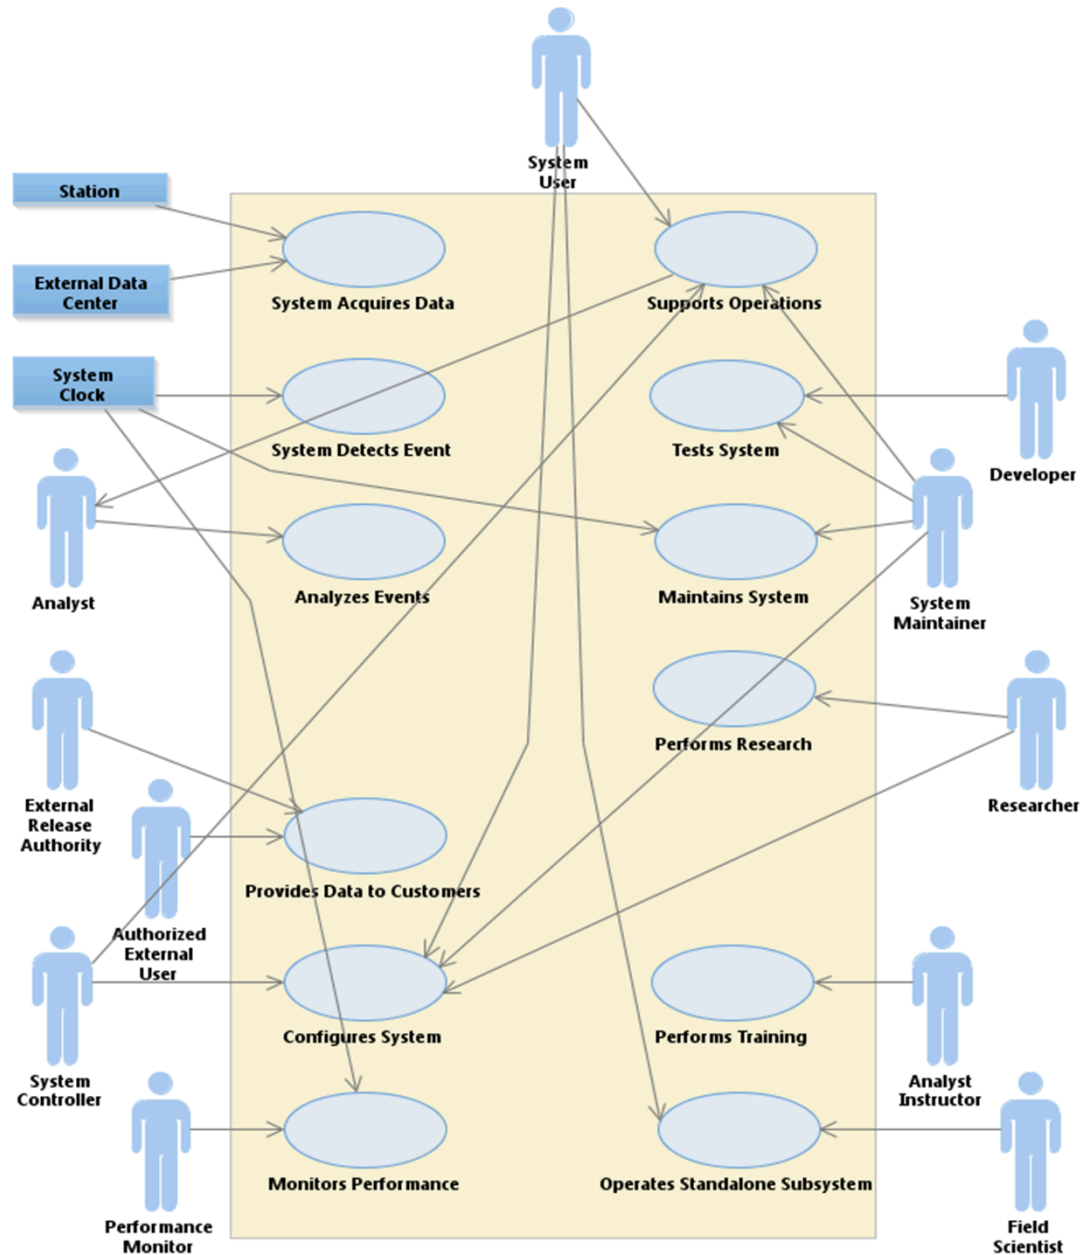 System
User
Station
External Data
Center
System Acquires Data
Supports Operations
System
Clock
System Detects Event
Tests System
Developer
Analyst
Analyzes Events
Maintains System
System
Maintainer
Performs Research
External
Release
Authority
Researcher
Provides Data to Customers
Authorized
External
User
Configures System
Performs Training
System
Controller
Analyst
Instructor
Monitors Performance
Operates Standalone Subsystem
Performance
Monitor
Field
Scientist